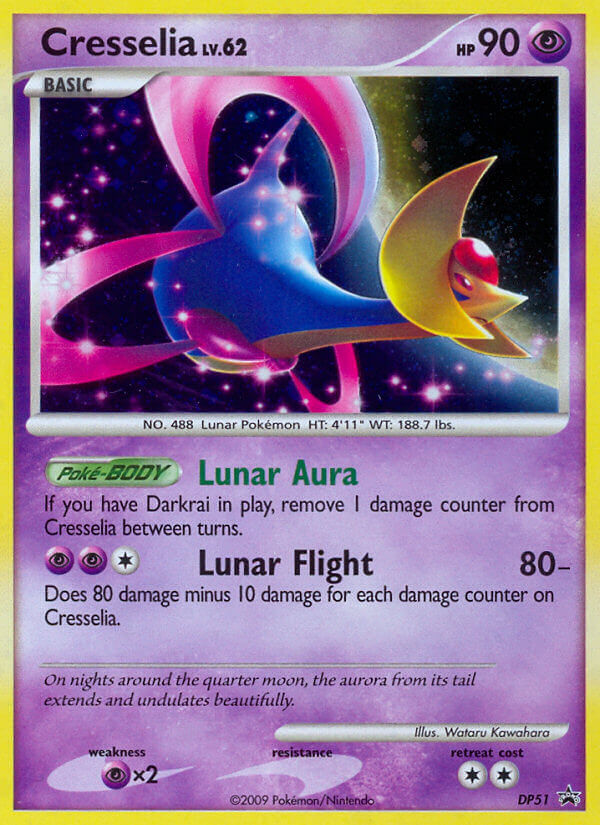 Cresselia LV.62 HP 90
BASIC
NO. 488 Lunar Pokémon HT: 4'11" WT: 188.7 lbs.
Poké-BODY Lunar Aura
If you have Darkrai in play, remove 1 damage counter from
Cresselia between turns.
Lunar Flight 80–
Does 80 damage minus 10 damage for each damage counter on
Cresselia.
On nights around the quarter moon, the aurora from its tail
extends and undulates beautifully.
Illus. Wataru Kawahara
weakness resistance retreat cost
×2
©2009 Pokémon/Nintendo DP51